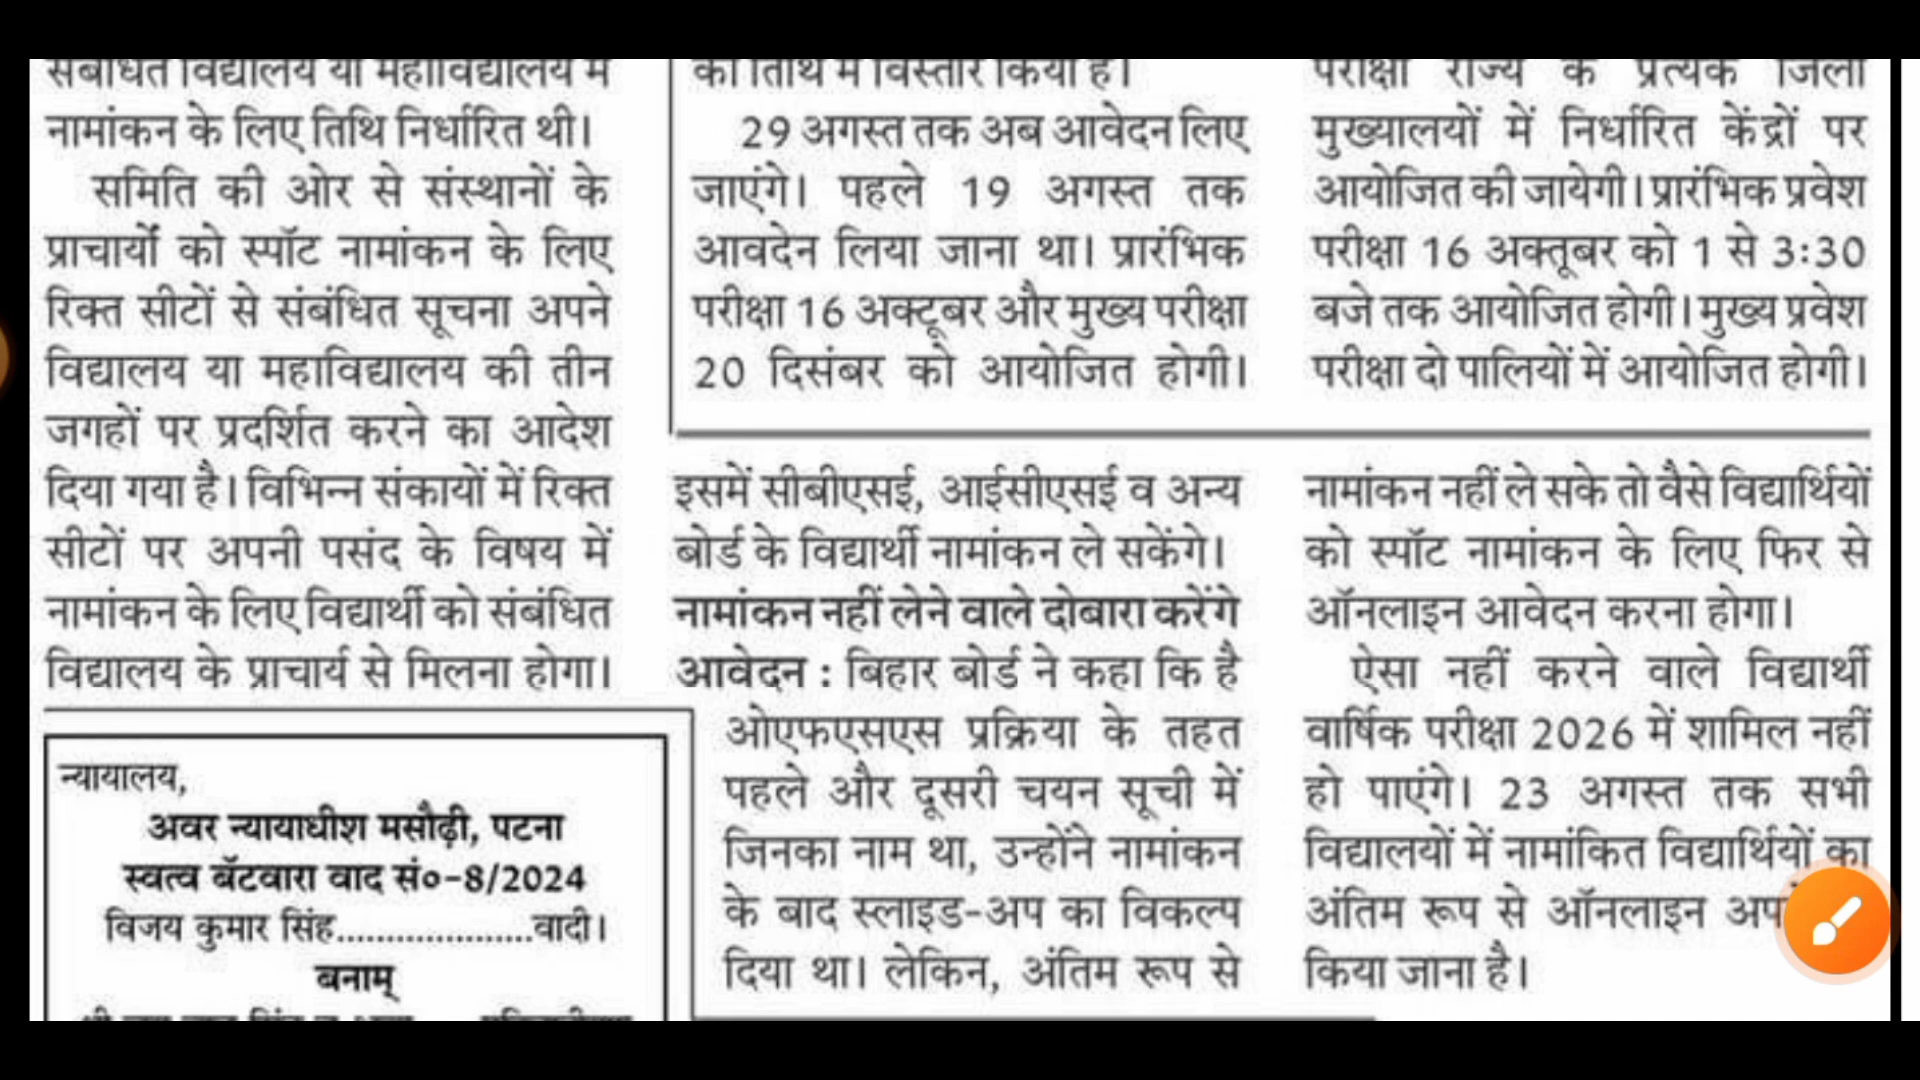 संबंधित विद्यालय या महाविद्यालय में
नामांकन के लिए तिथि निर्धारित थी।
समिति की ओर से संस्थानों के
प्राचार्यों को स्पॉट नामांकन के लिए
रिक्त सीटों से संबंधित सूचना अपने
विद्यालय या महाविद्यालय की तीन
जगहों पर प्रदर्शित करने का आदेश
दिया गया है। विभिन्न संकायों में रिक्त
सीटों पर अपनी पसंद के विषय में
नामांकन के लिए विद्यार्थी को संबंधित
विद्यालय के प्राचार्य से मिलना होगा।
की तिथि में विस्तार किया है।
29 अगस्त तक अब आवेदन लिए
जाएंगे। पहले 19 अगस्त तक
आवदेन लिया जाना था। प्रारंभिक
परीक्षा 16 अक्टूबर और मुख्य परीक्षा
20 दिसंबर को आयोजित होगी।
परीक्षा राज्य के प्रत्येक जिला
मुख्यालयों में निर्धारित केंद्रों पर
आयोजित की जायेगी। प्रारंभिक प्रवेश
परीक्षा 16 अक्तूबर को 1 से 3:30
बजे तक आयोजित होगी। मुख्य प्रवेश
परीक्षा दो पालियों में आयोजित होगी।
इसमें सीबीएसई, आईसीएसई व अन्य
बोर्ड के विद्यार्थी नामांकन ले सकेंगे।
नामांकन नहीं लेने वाले दोबारा करेंगे
आवेदन : बिहार बोर्ड ने कहा कि है
ओएफएसएस प्रक्रिया के तहत
पहले और दूसरी चयन सूची में
जिनका नाम था, उन्होंने नामांकन
के बाद स्लाइड-अप का विकल्प
दिया था। लेकिन, अंतिम रूप से
नामांकन नहीं ले सके तो वैसे विद्यार्थियों
को स्पॉट नामांकन के लिए फिर से
ऑनलाइन आवेदन करना होगा।
ऐसा नहीं करने वाले विद्यार्थी
वार्षिक परीक्षा 2026 में शामिल नहीं
हो पाएंगे। 23 अगस्त तक सभी
विद्यालयों में नामांकित विद्यार्थियों का
अंतिम रूप से ऑनलाइन
किया जाना है।
न्यायालय,
अवर न्यायाधीश मसौढ़ी, पटना
स्वत्व बॅटवारा वाद सं०-8/2024
विजय कुमार सिंह....................वादी।
बनाम्